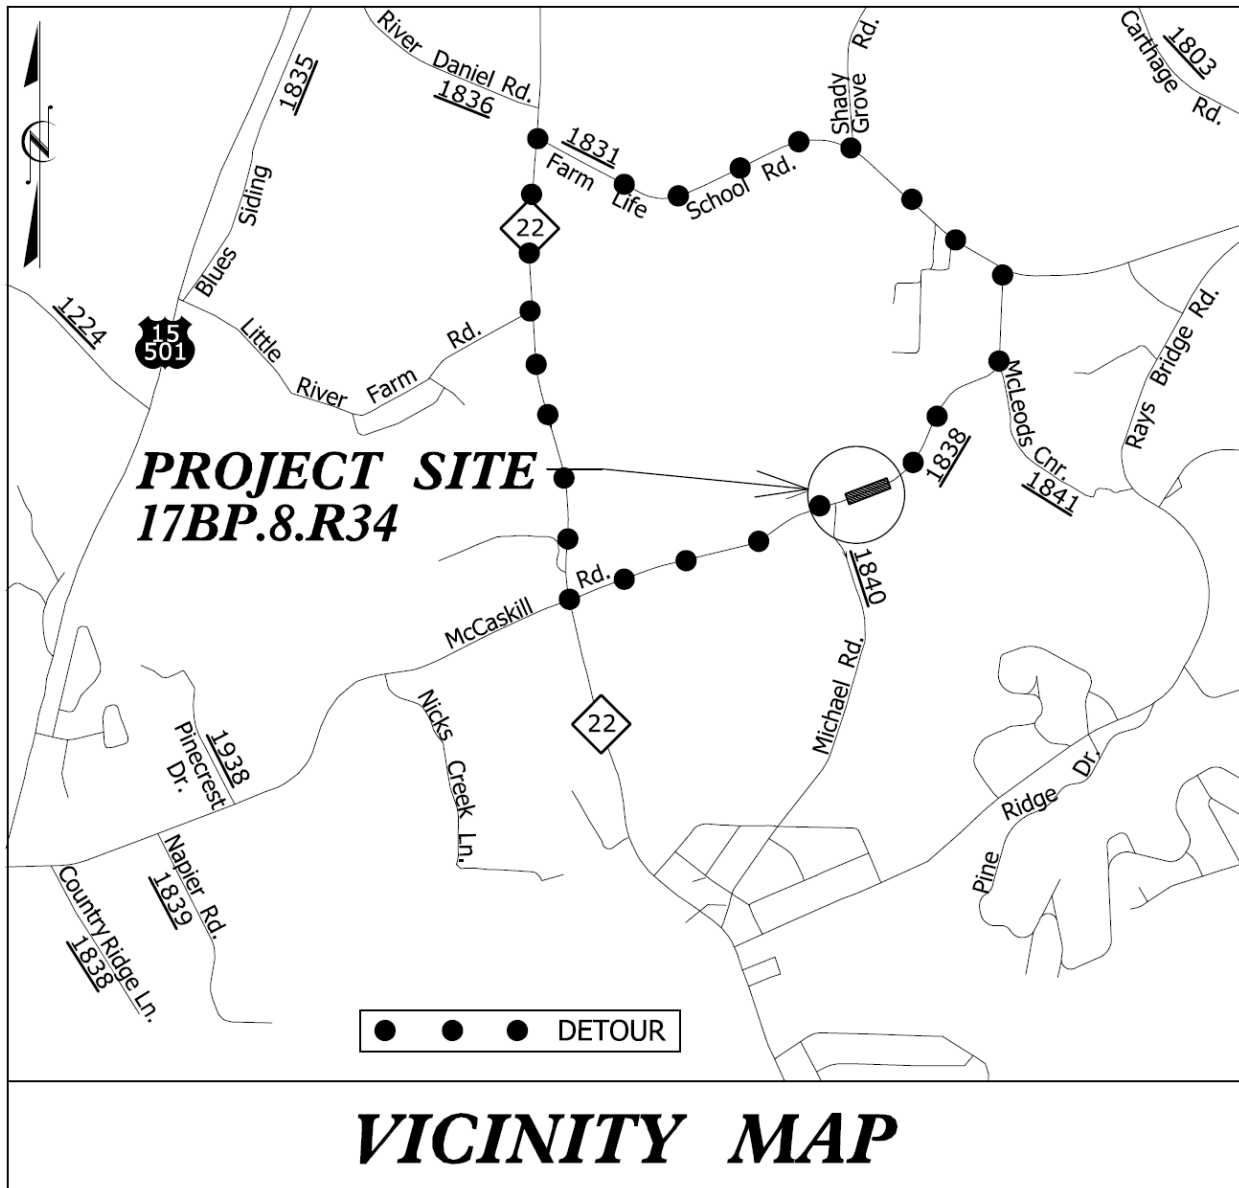 River Daniel Rd.
1836
1835
Blues Siding
1831
Farm Life School Rd.
Shady Grove Rd.
Carthage Rd.
1803
N
22
1224
15
501
Little River Farm Rd.
Rays Bridge Rd.
McLeods Cnr.
1841
1838
PROJECT SITE
17BP.8.R34
1840
McCaskill Rd.
Michael Rd.
22
Nicks Creek Ln.
1938
Pinecrest
Dr.
Napier Rd.
1839
Country Ridge Ln.
1838
Pine Ridge Dr.
DETOUR
VICINITY MAP